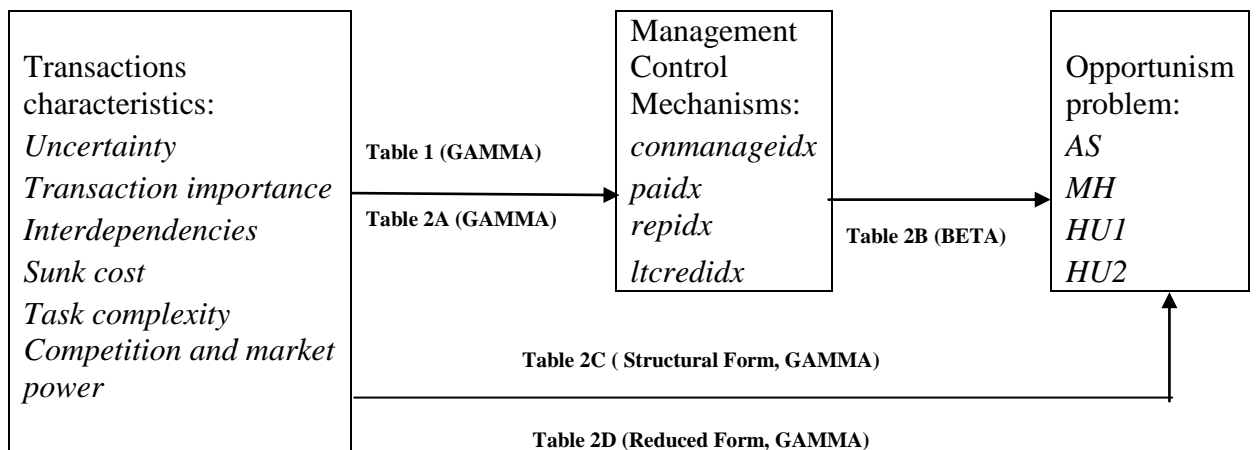 Transactions
characteristics:
Uncertainty
Transaction importance
Interdependencies
Sunk cost
Task complexity
Competition and market
power
Table 1 (GAMMA)
Table 2A (GAMMA)
Management
Control
Mechanisms:
conmanageidx
paidx
repidx
ltcredidx
Table 2B (BETA)
Opportunism
problem:
AS
MH
HU1
HU2
Table 2C ( Structural Form, GAMMA)
Table 2D (Reduced Form, GAMMA)